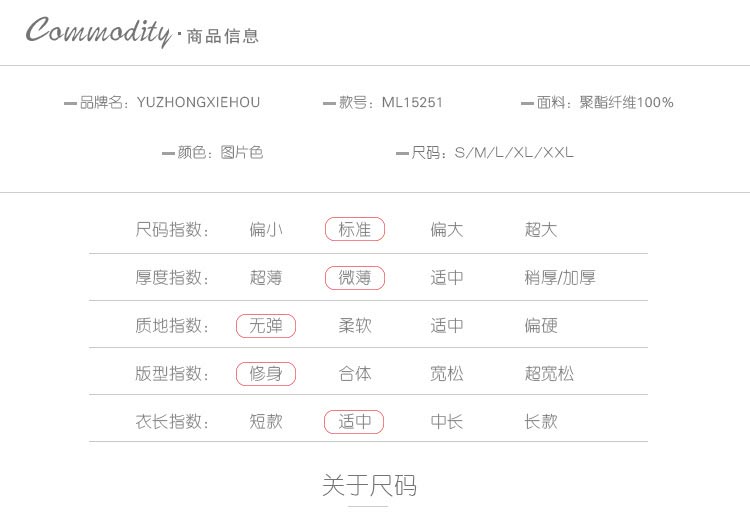 Commodity·商品信息
品牌名：YUZHONGXIEHOU 款号：ML15251 面料：聚酯纤维100%
颜色：图片色 尺码：S/M/L/XL/XXL
尺码指数： 偏小 标准 偏大 超大
厚度指数： 超薄 微薄 适中 稍厚/加厚
质地指数： 无弹 柔软 适中 偏硬
版型指数： 修身 合体 宽松 超宽松
衣长指数： 短款 适中 中长 长款
关于尺码